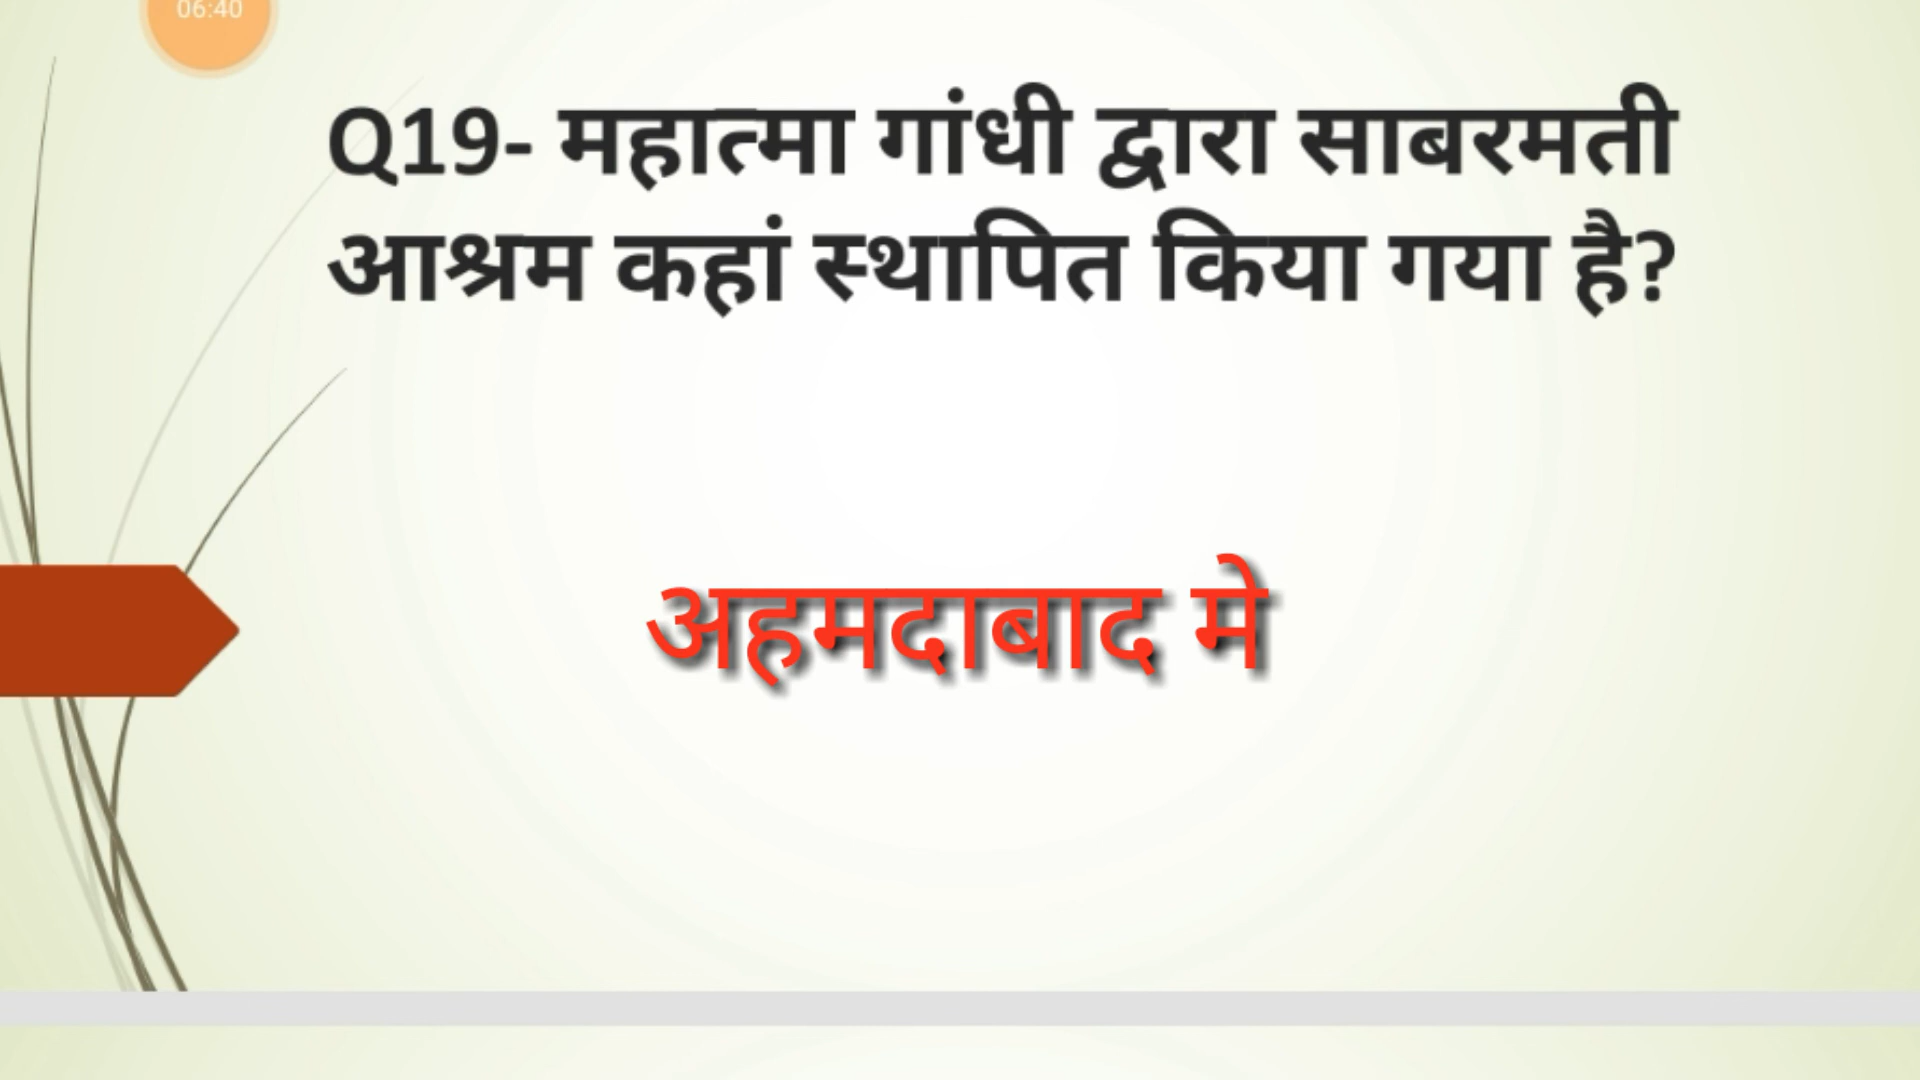 06:40
Q19- महात्मा गांधी द्वारा साबरमती
आश्रम कहां स्थापित किया गया है?
अहमदाबाद मे